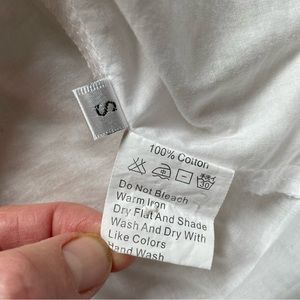 S
100% Cotton
30
Do Not Bleach
Warm Iron
Dry Flat And Shade
Wash And Dry With
Like Colors
Hand Wash